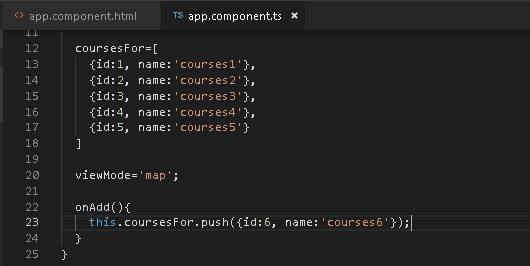 <> app.component.html
TS app.component.ts ×
11
12 coursesFor=[
13 {id:1, name:'courses1'},
14 {id:2, name:'courses2'},
15 {id:3, name:'courses3'},
16 {id:4, name:'courses4'},
17 {id:5, name:'courses5'}
18 ]
19
20 viewMode='map';
21
22 onAdd(){
23 this.coursesFor.push({id:6, name:'courses6'});
24 }
25 }